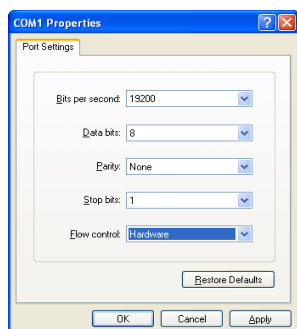 COM1 Properties
Port Settings
Bits per second: 19200
Data bits: 8
Parity: None
Stop bits: 1
Flow control: Hardware
Restore Defaults
OK Cancel Apply